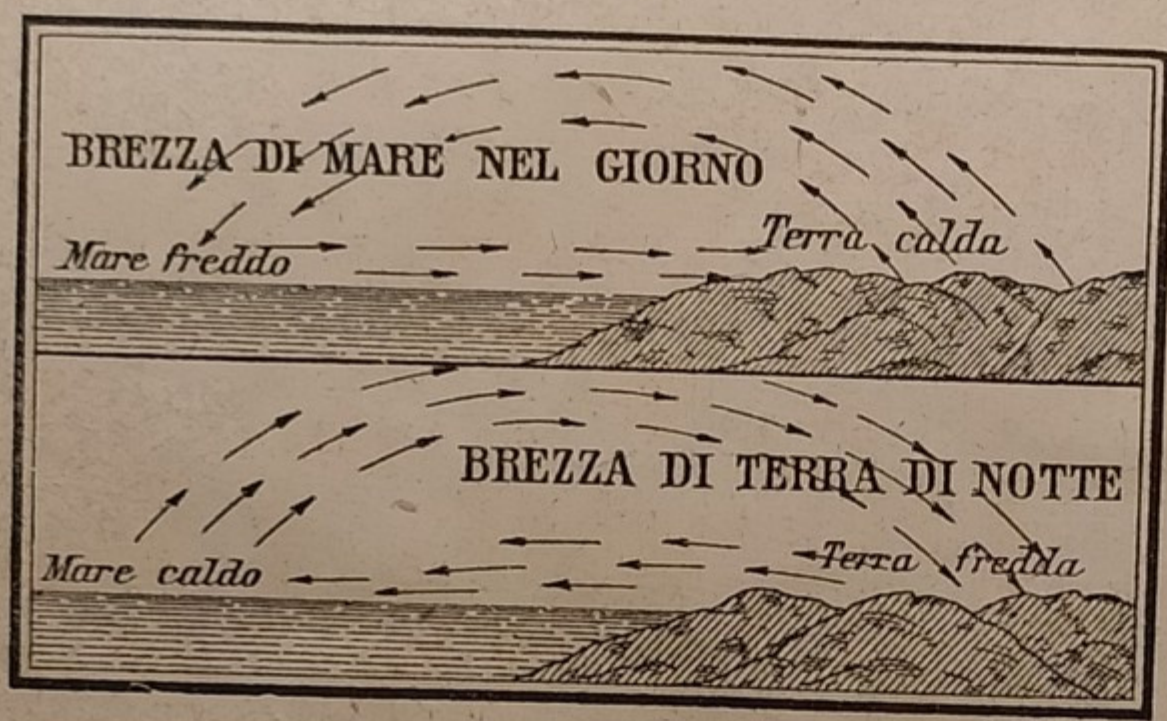 BREZZA DI MARE NEL GIORNO
Terra calda
Mare freddo
BREZZA DI TERRA DI NOTTE
Terra fredda
Mare caldo